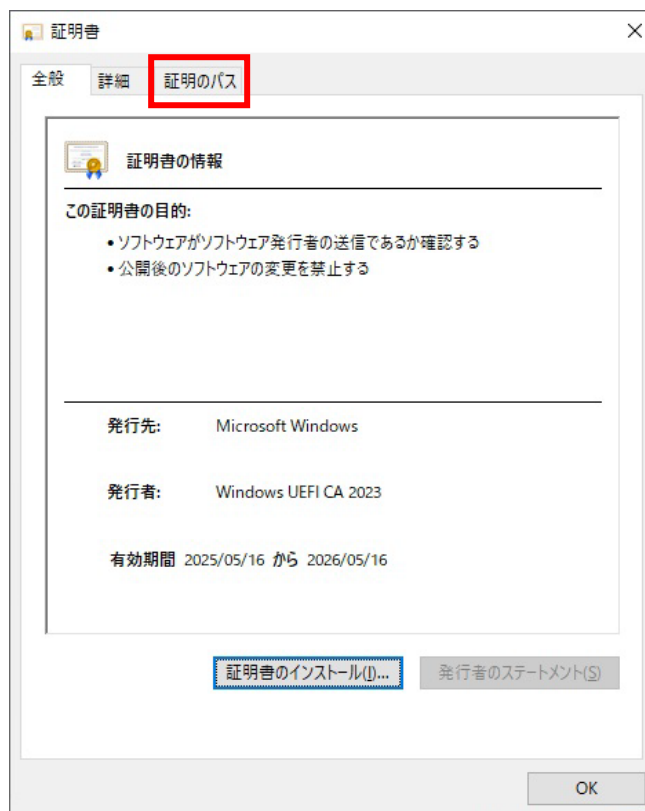 証明書
全般 詳細 証明のパス
証明書の情報
この証明書の目的:
• ソフトウェアがソフトウェア発行者の送信であるか確認する
• 公開後のソフトウェアの変更を禁止する
発行先: Microsoft Windows
発行者: Windows UEFI CA 2023
有効期間 2025/05/16 から 2026/05/16
証明書のインストール(I)... 発行者のステートメント(S)
OK